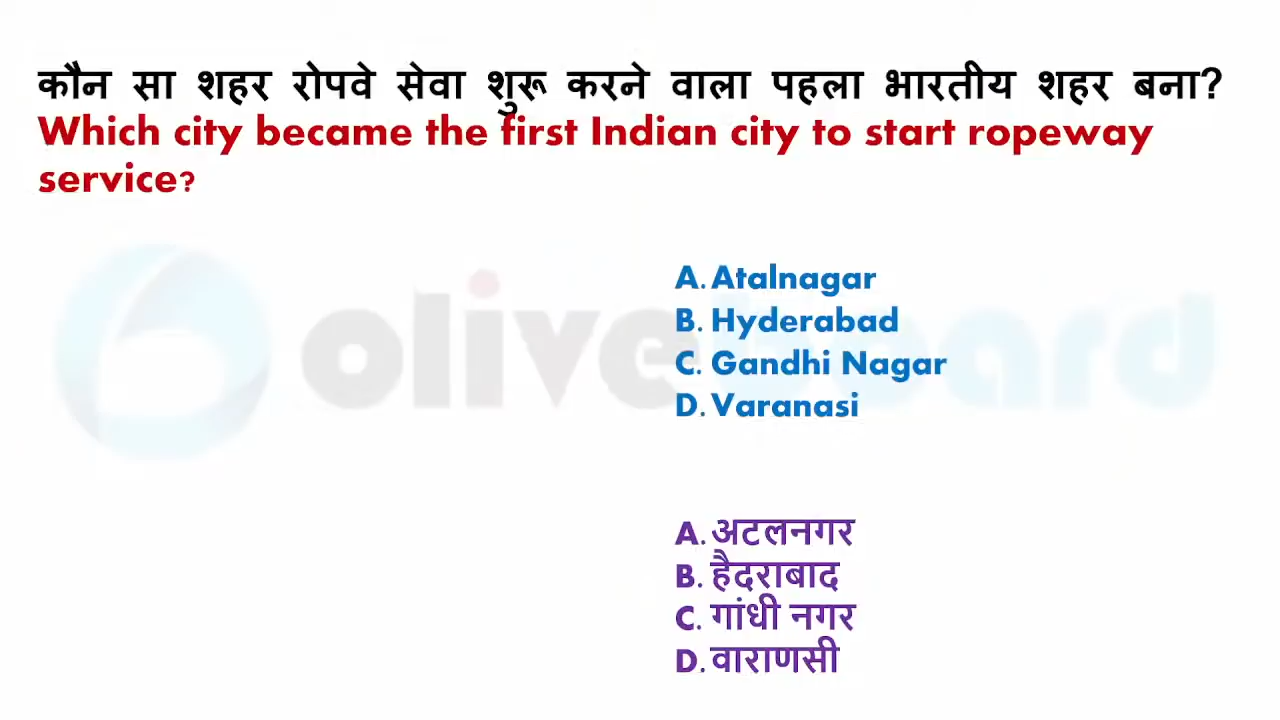 कौन सा शहर रोपवे सेवा शुरू करने वाला पहला भारतीय शहर बना?
Which city became the first Indian city to start ropeway
service?
oliveboard
A. Atalnagar
B. Hyderabad
C. Gandhi Nagar
D. Varanasi
A. अटलनगर
B. हैदराबाद
C. गांधी नगर
D. वाराणसी